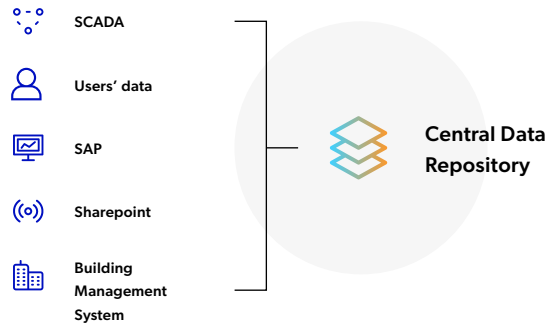 SCADA
Users’ data
SAP
Sharepoint
Building
Management
System
Central Data
Repository